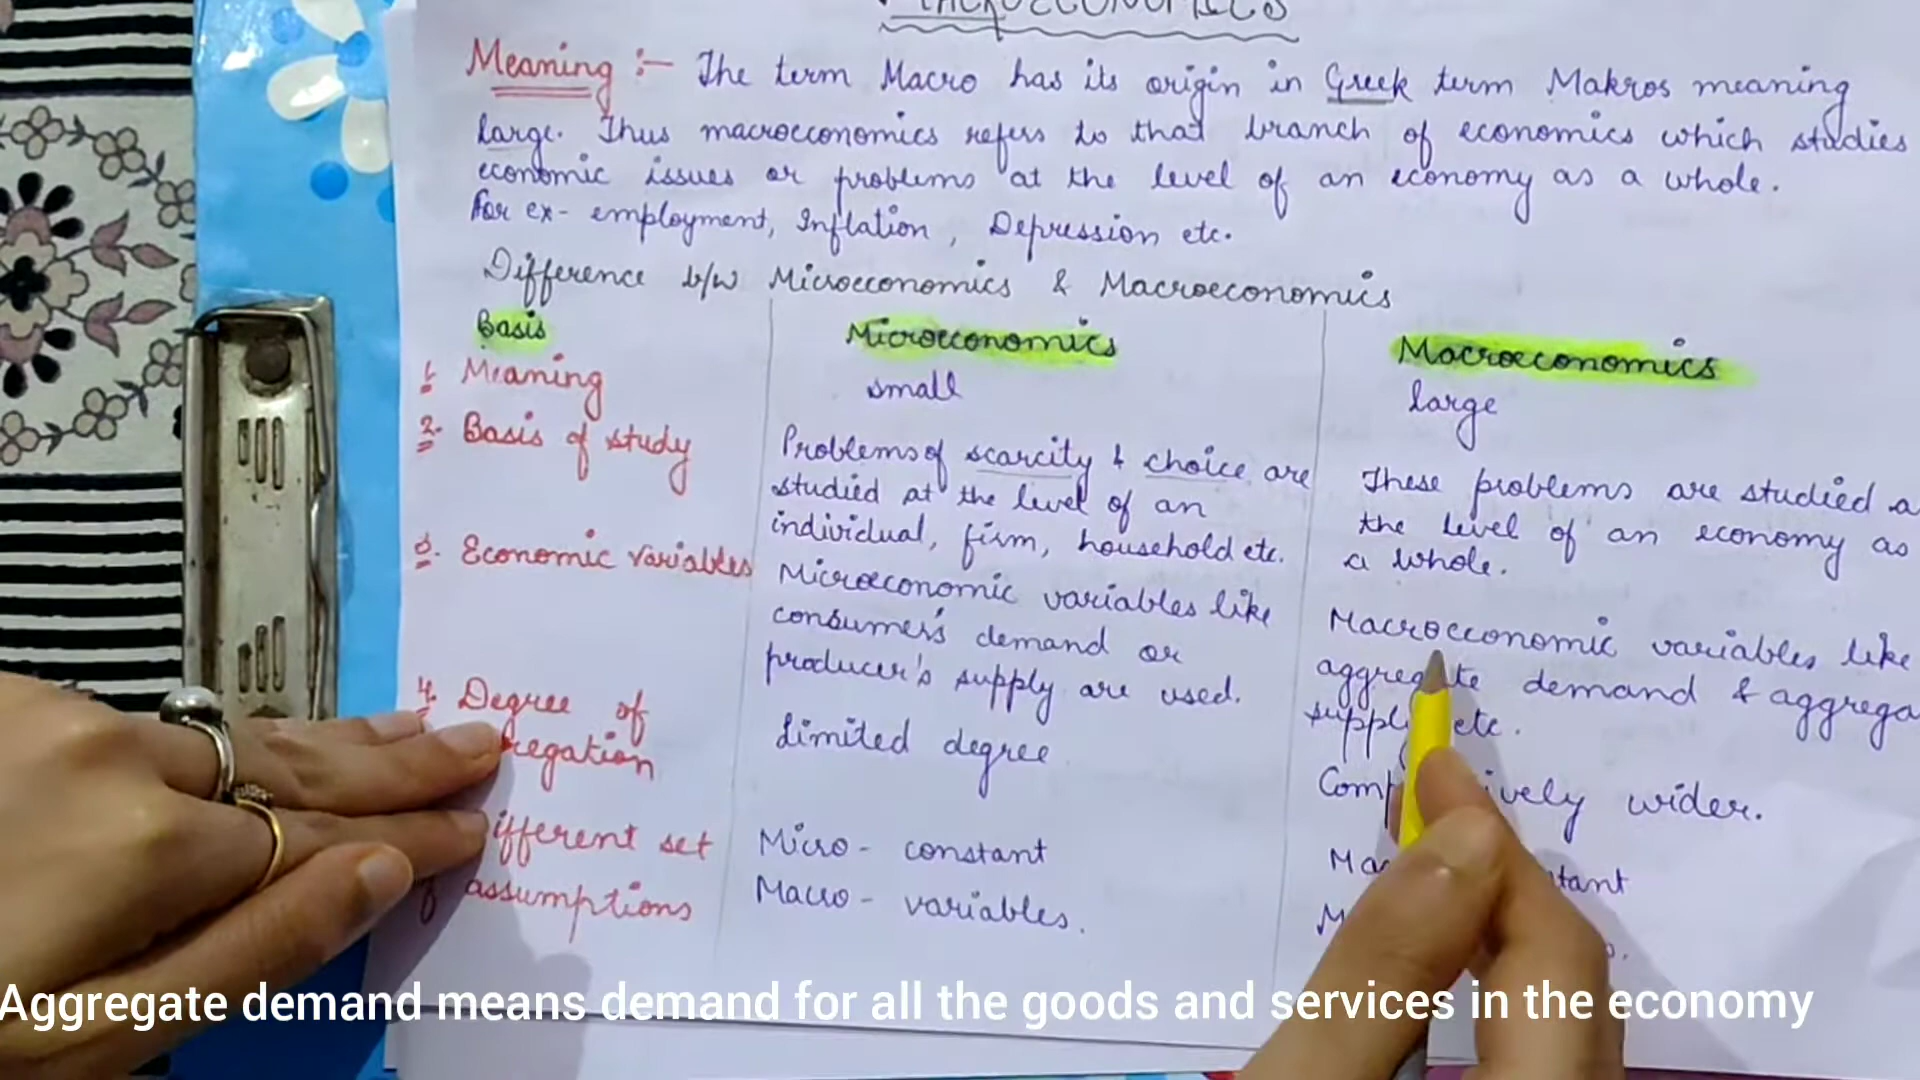 Meaning :- The term Macro has its origin in Greek term Makros meaning
large. Thus macroeconomics refers to that branch of economics which studies
economic issues or problems at the level of an economy as a whole.
For ex- employment, Inflation, Depression etc.
Difference b/w Microeconomics & Macroeconomics
Basis Microeconomics Macroeconomics
1. Meaning small large
2. Basis of study
Problems of scarcity & choice are
studied at the level of an
individual, firm, household etc.
These problems are studied
the level of an economy as
a whole.
3. Economic variables
Microeconomic variables like
consumer's demand or
producer's supply are used.
Macroeconomic variables like
aggregate demand &
etc.
4. Degree of
Limited degree
wider.
set
assumptions
Micro - constant
Macro - variables.
Aggregate demand means demand for all the goods and services in the economy